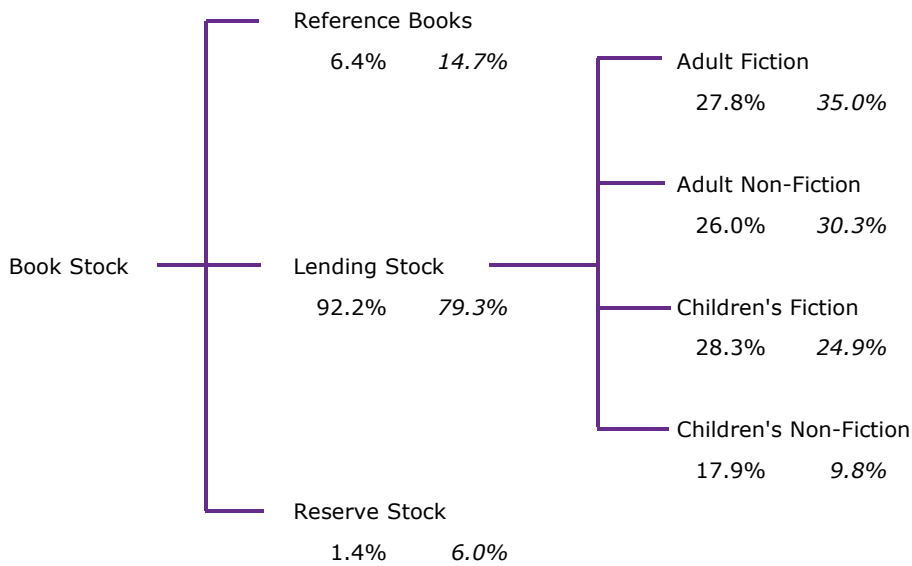 Reference Books
6.4% 14.7%
Adult Fiction
27.8% 35.0%
Adult Non-Fiction
26.0% 30.3%
Book Stock
Lending Stock
92.2% 79.3%
Children's Fiction
28.3% 24.9%
Children's Non-Fiction
17.9% 9.8%
Reserve Stock
1.4% 6.0%